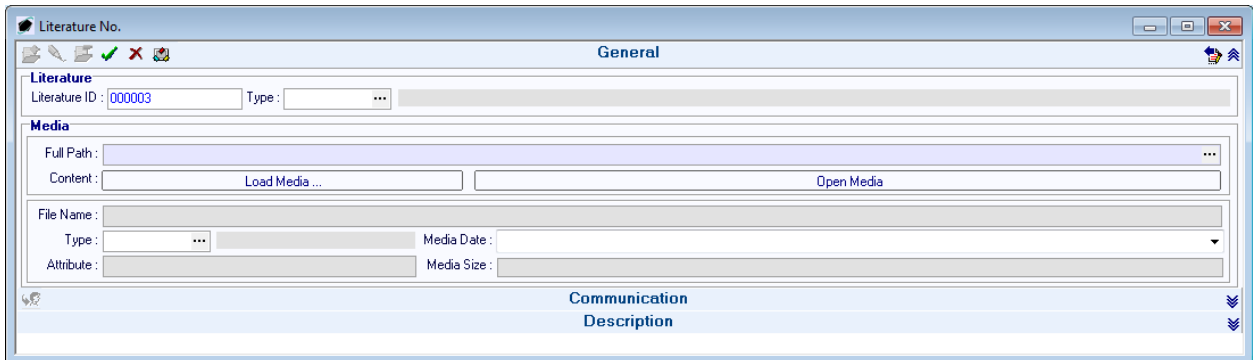 Literature No.
General
Literature
Literature ID : 000003 Type : ...
Media
Full Path : ...
Content : Load Media ... Open Media
File Name :
Type : ... Media Date :
Attribute : Media Size :
Communication
Description